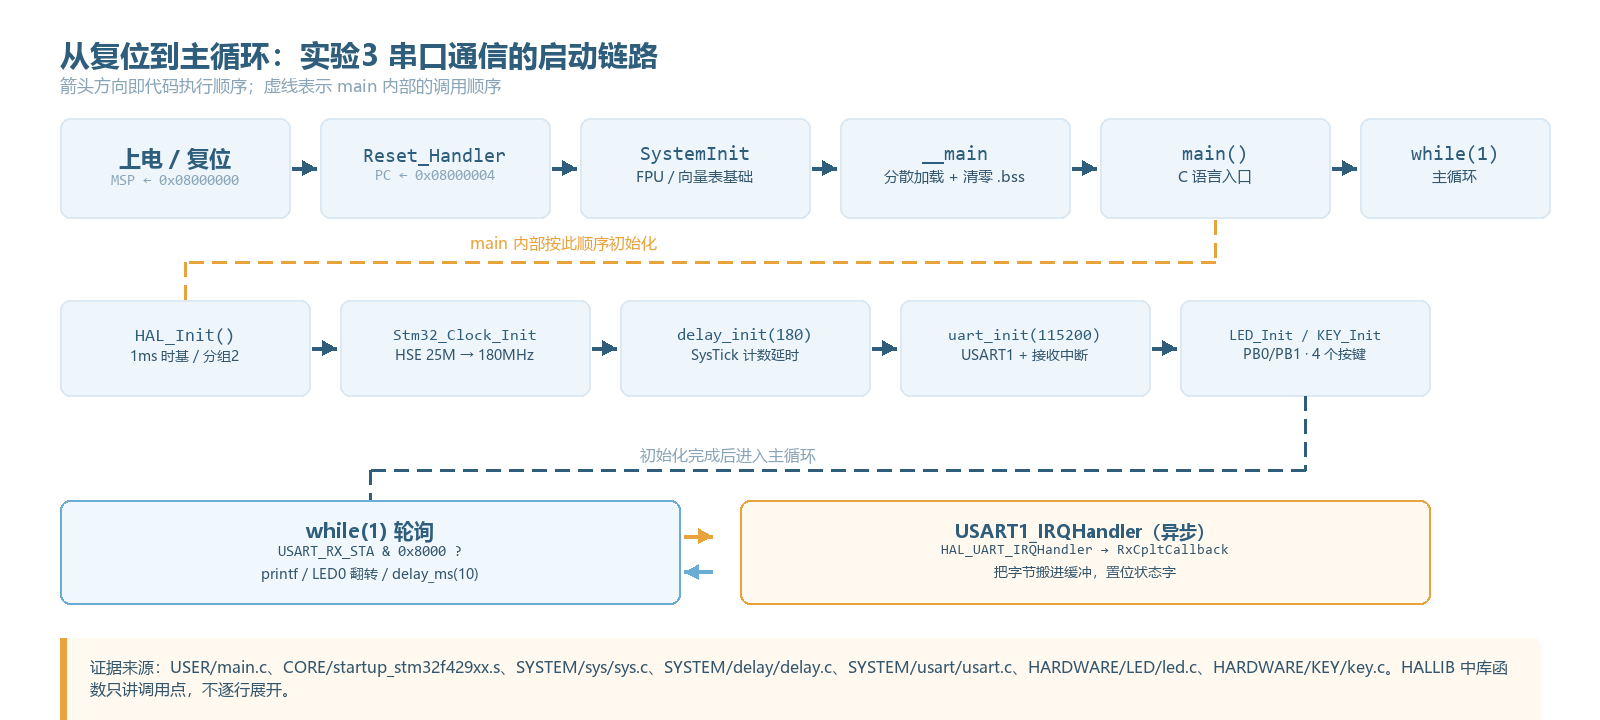 从复位到主循环：实验3 串口通信的启动链路
箭头方向即代码执行顺序；虚线表示 main 内部的调用顺序
上电 / 复位
MSP ← 0x08000000
Reset_Handler
PC ← 0x08000004
SystemInit
FPU / 向量表基础
__main
分散加载 + 清零 .bss
main()
C 语言入口
while(1)
主循环
main 内部按此顺序初始化
HAL_Init()
1ms 时基 / 分组2
Stm32_Clock_Init
HSE 25M → 180MHz
delay_init(180)
SysTick 计数延时
uart_init(115200)
USART1 + 接收中断
LED_Init / KEY_Init
PB0/PB1 · 4 个按键
初始化完成后进入主循环
while(1) 轮询
USART_RX_STA & 0x8000 ?
printf / LED0 翻转 / delay_ms(10)
USART1_IRQHandler（异步）
HAL_UART_IRQHandler → RxCpltCallback
把字节搬进缓冲，置位状态字
证据来源：USER/main.c、CORE/startup_stm32f429xx.s、SYSTEM/sys/sys.c、SYSTEM/delay/delay.c、SYSTEM/usart/usart.c、HARDWARE/LED/led.c、HARDWARE/KEY/key.c。HALLIB 中库函
数只讲调用点，不逐行展开。